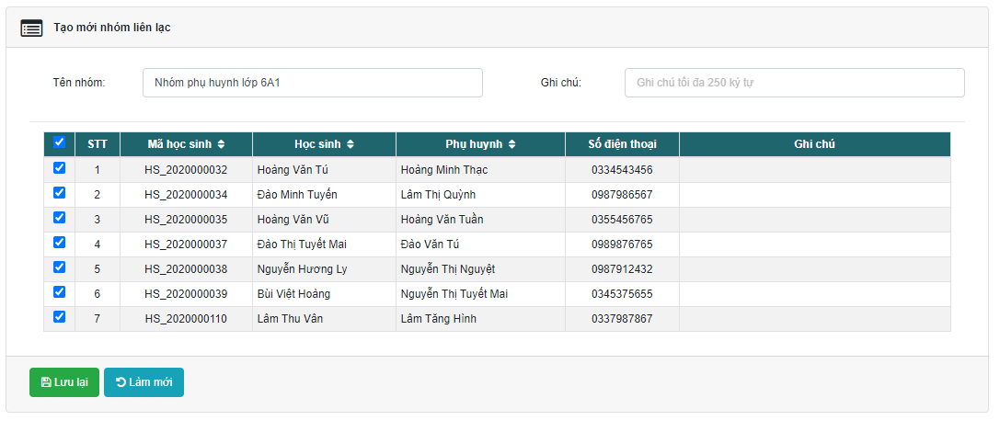 Tạo mới nhóm liên lạc
Tên nhóm: Nhóm phụ huynh lớp 6A1 Ghi chú: Ghi chú tối đa 250 ký tự
STT Mã học sinh Học sinh Phụ huynh Số điện thoại Ghi chú
1 HS_2020000032 Hoàng Văn Tú Hoàng Minh Thạc 0334543456
2 HS_2020000034 Đào Minh Tuyến Lâm Thị Quỳnh 0987986567
3 HS_2020000035 Hoàng Văn Vũ Hoàng Văn Tuấn 0355456765
4 HS_2020000037 Đào Thị Tuyết Mai Đào Văn Tú 0989876765
5 HS_2020000038 Nguyễn Hương Ly Nguyễn Thị Nguyệt 0987912432
6 HS_2020000039 Bùi Việt Hoàng Nguyễn Thị Tuyết Mai 0345375655
7 HS_2020000110 Lâm Thu Vân Lâm Tăng Hình 0337987867
Lưu lại Làm mới